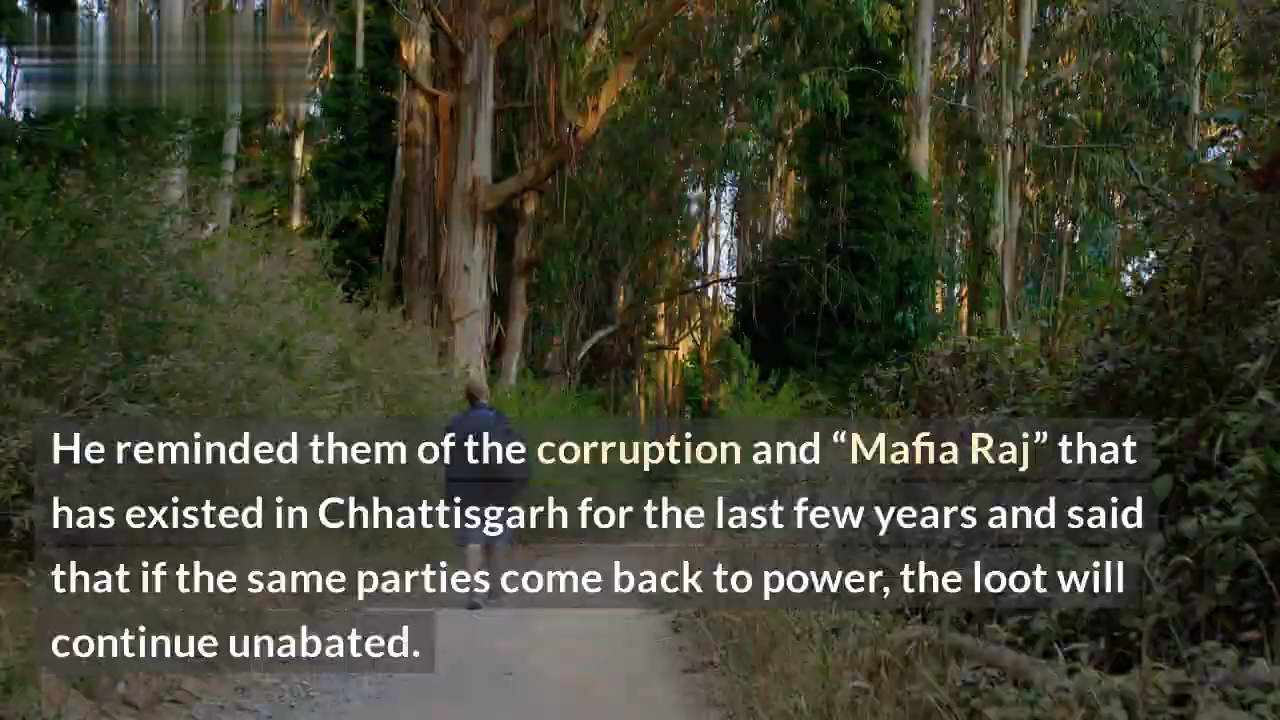 He reminded them of the corruption and “Mafia Raj” that
has existed in Chhattisgarh for the last few years and said
that if the same parties come back to power, the loot will
continue unabated.